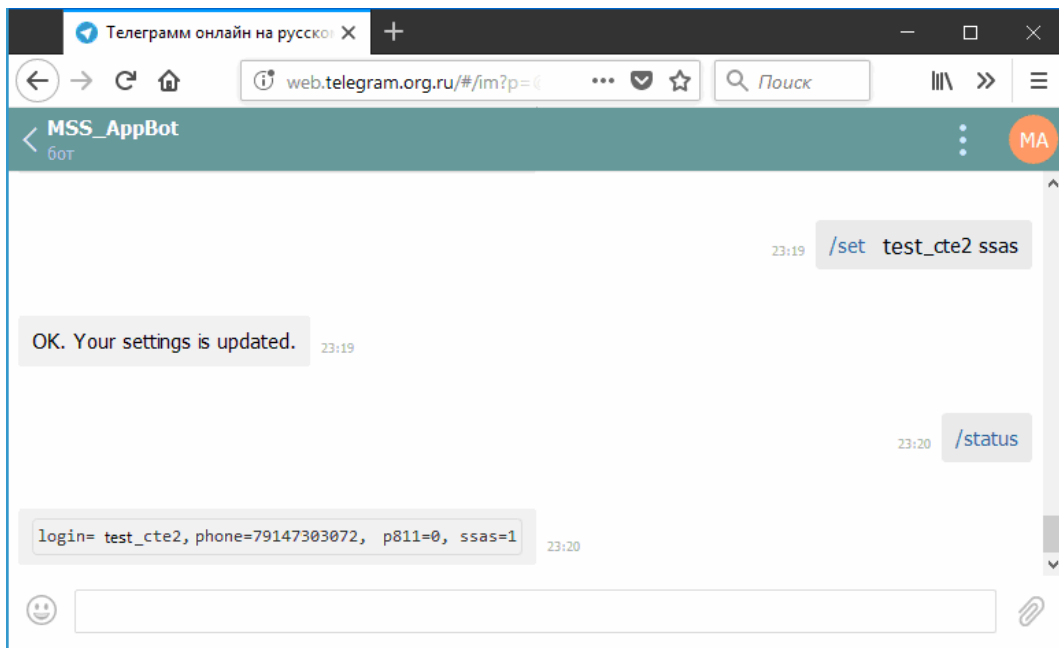 Телеграмм онлайн на русско
web.telegram.org.ru/#/im?p=
Поиск
MSS_AppBot
бот
MA
23:19 /set test_cte2 ssas
OK. Your settings is updated. 23:19
23:20 /status
login= test_cte2, phone=79147303072, p811=0, ssas=1 23:20